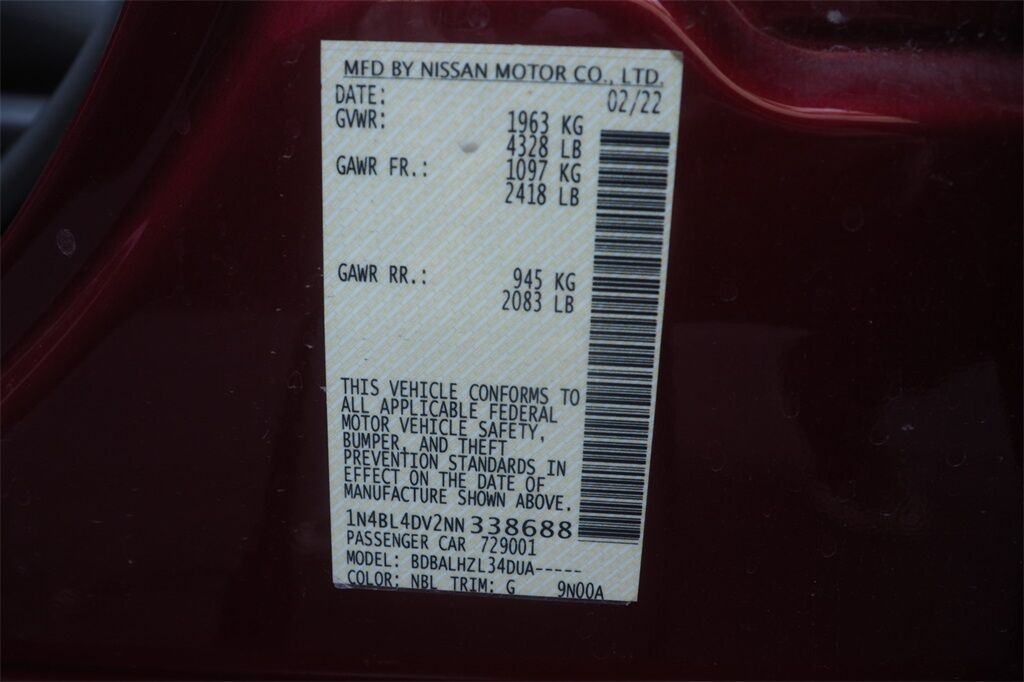 MFD BY NISSAN MOTOR CO., LTD.
DATE: 02/22
GVWR: 1963 KG
4328 LB
GAWR FR.: 1097 KG
2418 LB
GAWR RR.: 945 KG
2083 LB
THIS VEHICLE CONFORMS TO
ALL APPLICABLE FEDERAL
MOTOR VEHICLE SAFETY,
BUMPER, AND THEFT
PREVENTION STANDARDS IN
EFFECT ON THE DATE OF
MANUFACTURE SHOWN ABOVE.
1N4BL4DV2NN338688
PASSENGER CAR 729001
MODEL: BDBALHZL34DUA-----
COLOR: NBL TRIM: G 9N00A